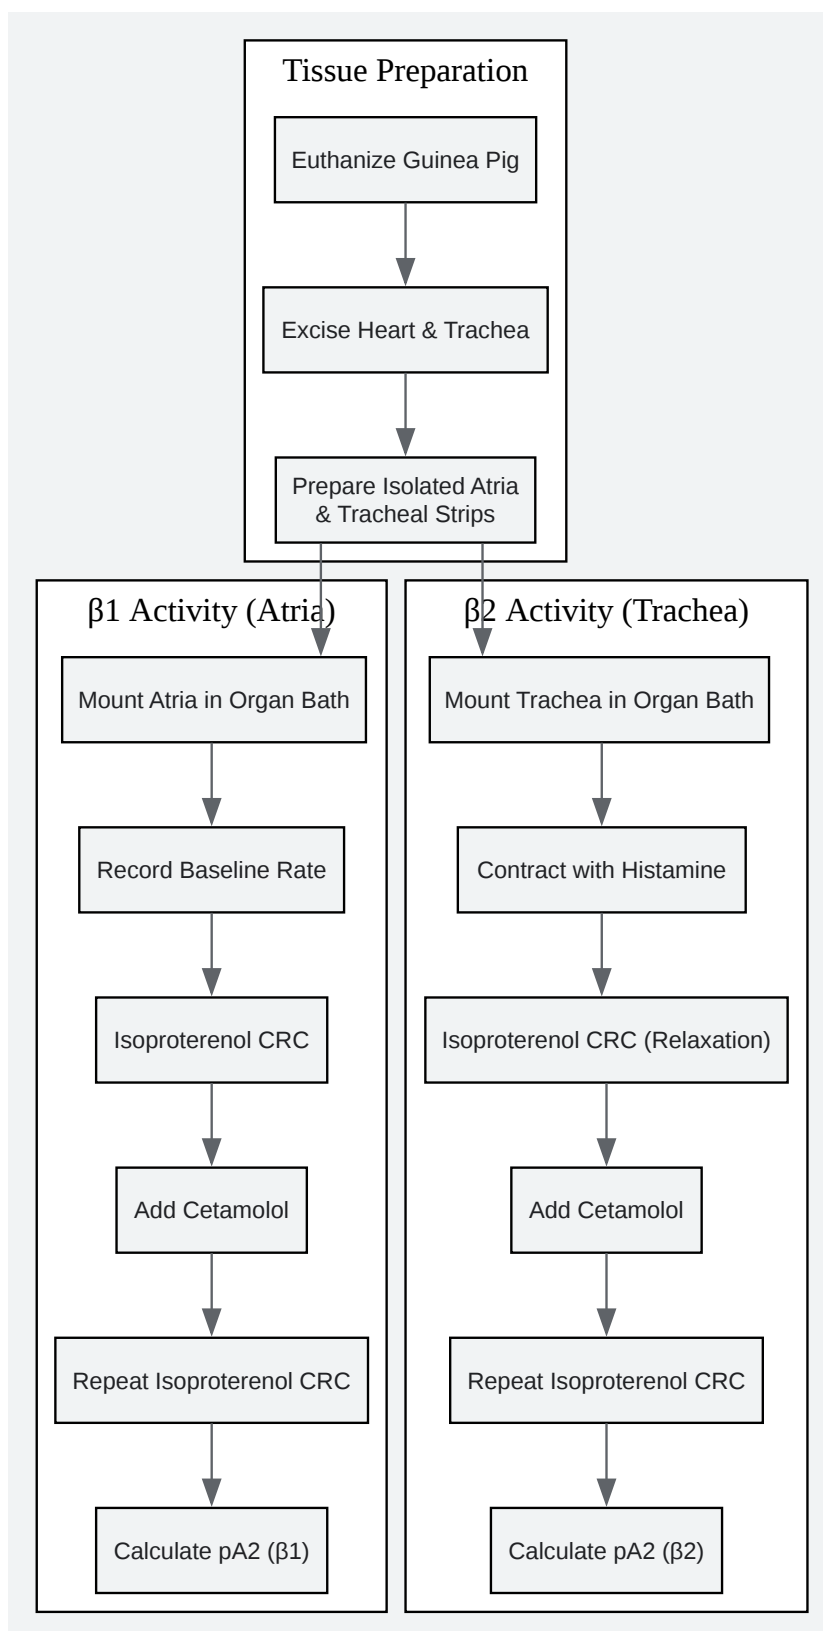 Tissue Preparation
Euthanize Guinea Pig
Excise Heart & Trachea
Prepare Isolated Atria
& Tracheal Strips
β1 Activity (Atria)
Mount Atria in Organ Bath
Record Baseline Rate
Isoproterenol CRC
Add Cetamolol
Repeat Isoproterenol CRC
Calculate pA2 (β1)
β2 Activity (Trachea)
Mount Trachea in Organ Bath
Contract with Histamine
Isoproterenol CRC (Relaxation)
Add Cetamolol
Repeat Isoproterenol CRC
Calculate pA2 (β2)